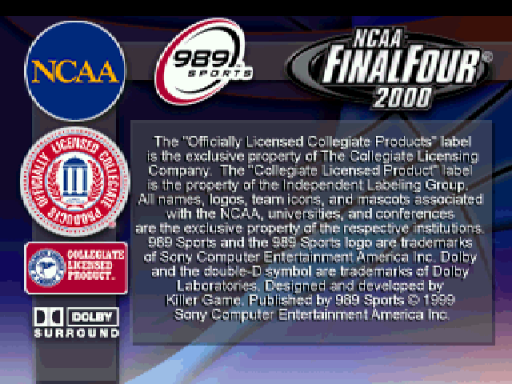 NCAA
989
SPORTS
NCAA
FINAL FOUR®
2000
OFFICIALLY LICENSED COLLEGIATE PRODUCTS
COLLEGIATE
LICENSED
PRODUCT.
DOLBY
SURROUND
The "Officially Licensed Collegiate Products" label
is the exclusive property of The Collegiate Licensing
Company. The "Collegiate Licensed Product" label
is the property of the Independent Labeling Group.
All names, logos, team icons, and mascots associated
with the NCAA, universities, and conferences
are the exclusive property of the respective institutions.
989 Sports and the 989 Sports logo are trademarks
of Sony Computer Entertainment America Inc. Dolby
and the double-D symbol are trademarks of Dolby
Laboratories. Designed and developed by
Killer Game. Published by 989 Sports © 1999
Sony Computer Entertainment America Inc.